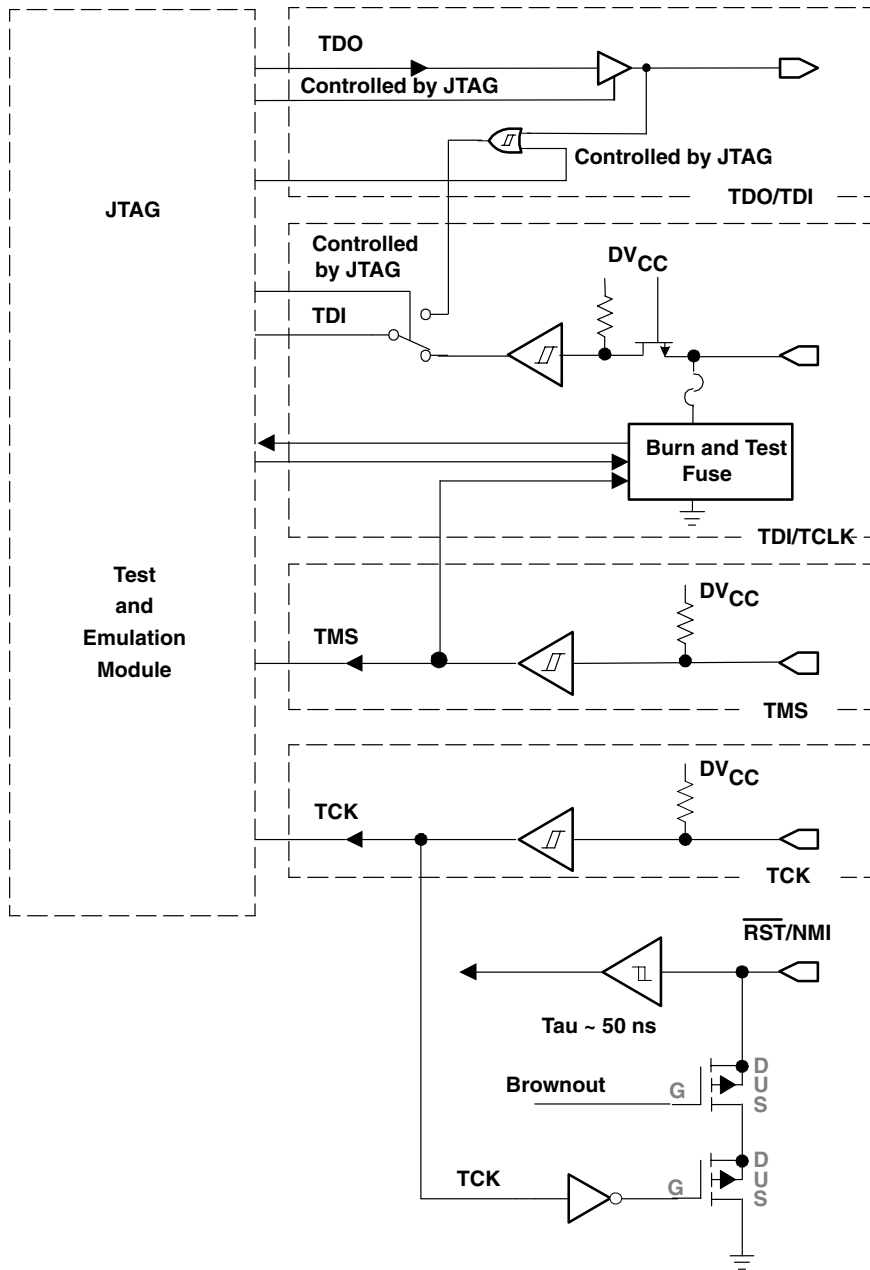 TDO
Controlled by JTAG
Controlled by JTAG
TDO/TDI
JTAG
Controlled
by JTAG
DVCC
TDI
Burn and Test
Fuse
TDI/TCLK
Test
and
Emulation
Module
DVCC
TMS
TMS
DVCC
TCK
TCK
RST/NMI
Tau ~ 50 ns
Brownout
G
D
U
S
TCK
G
D
U
S